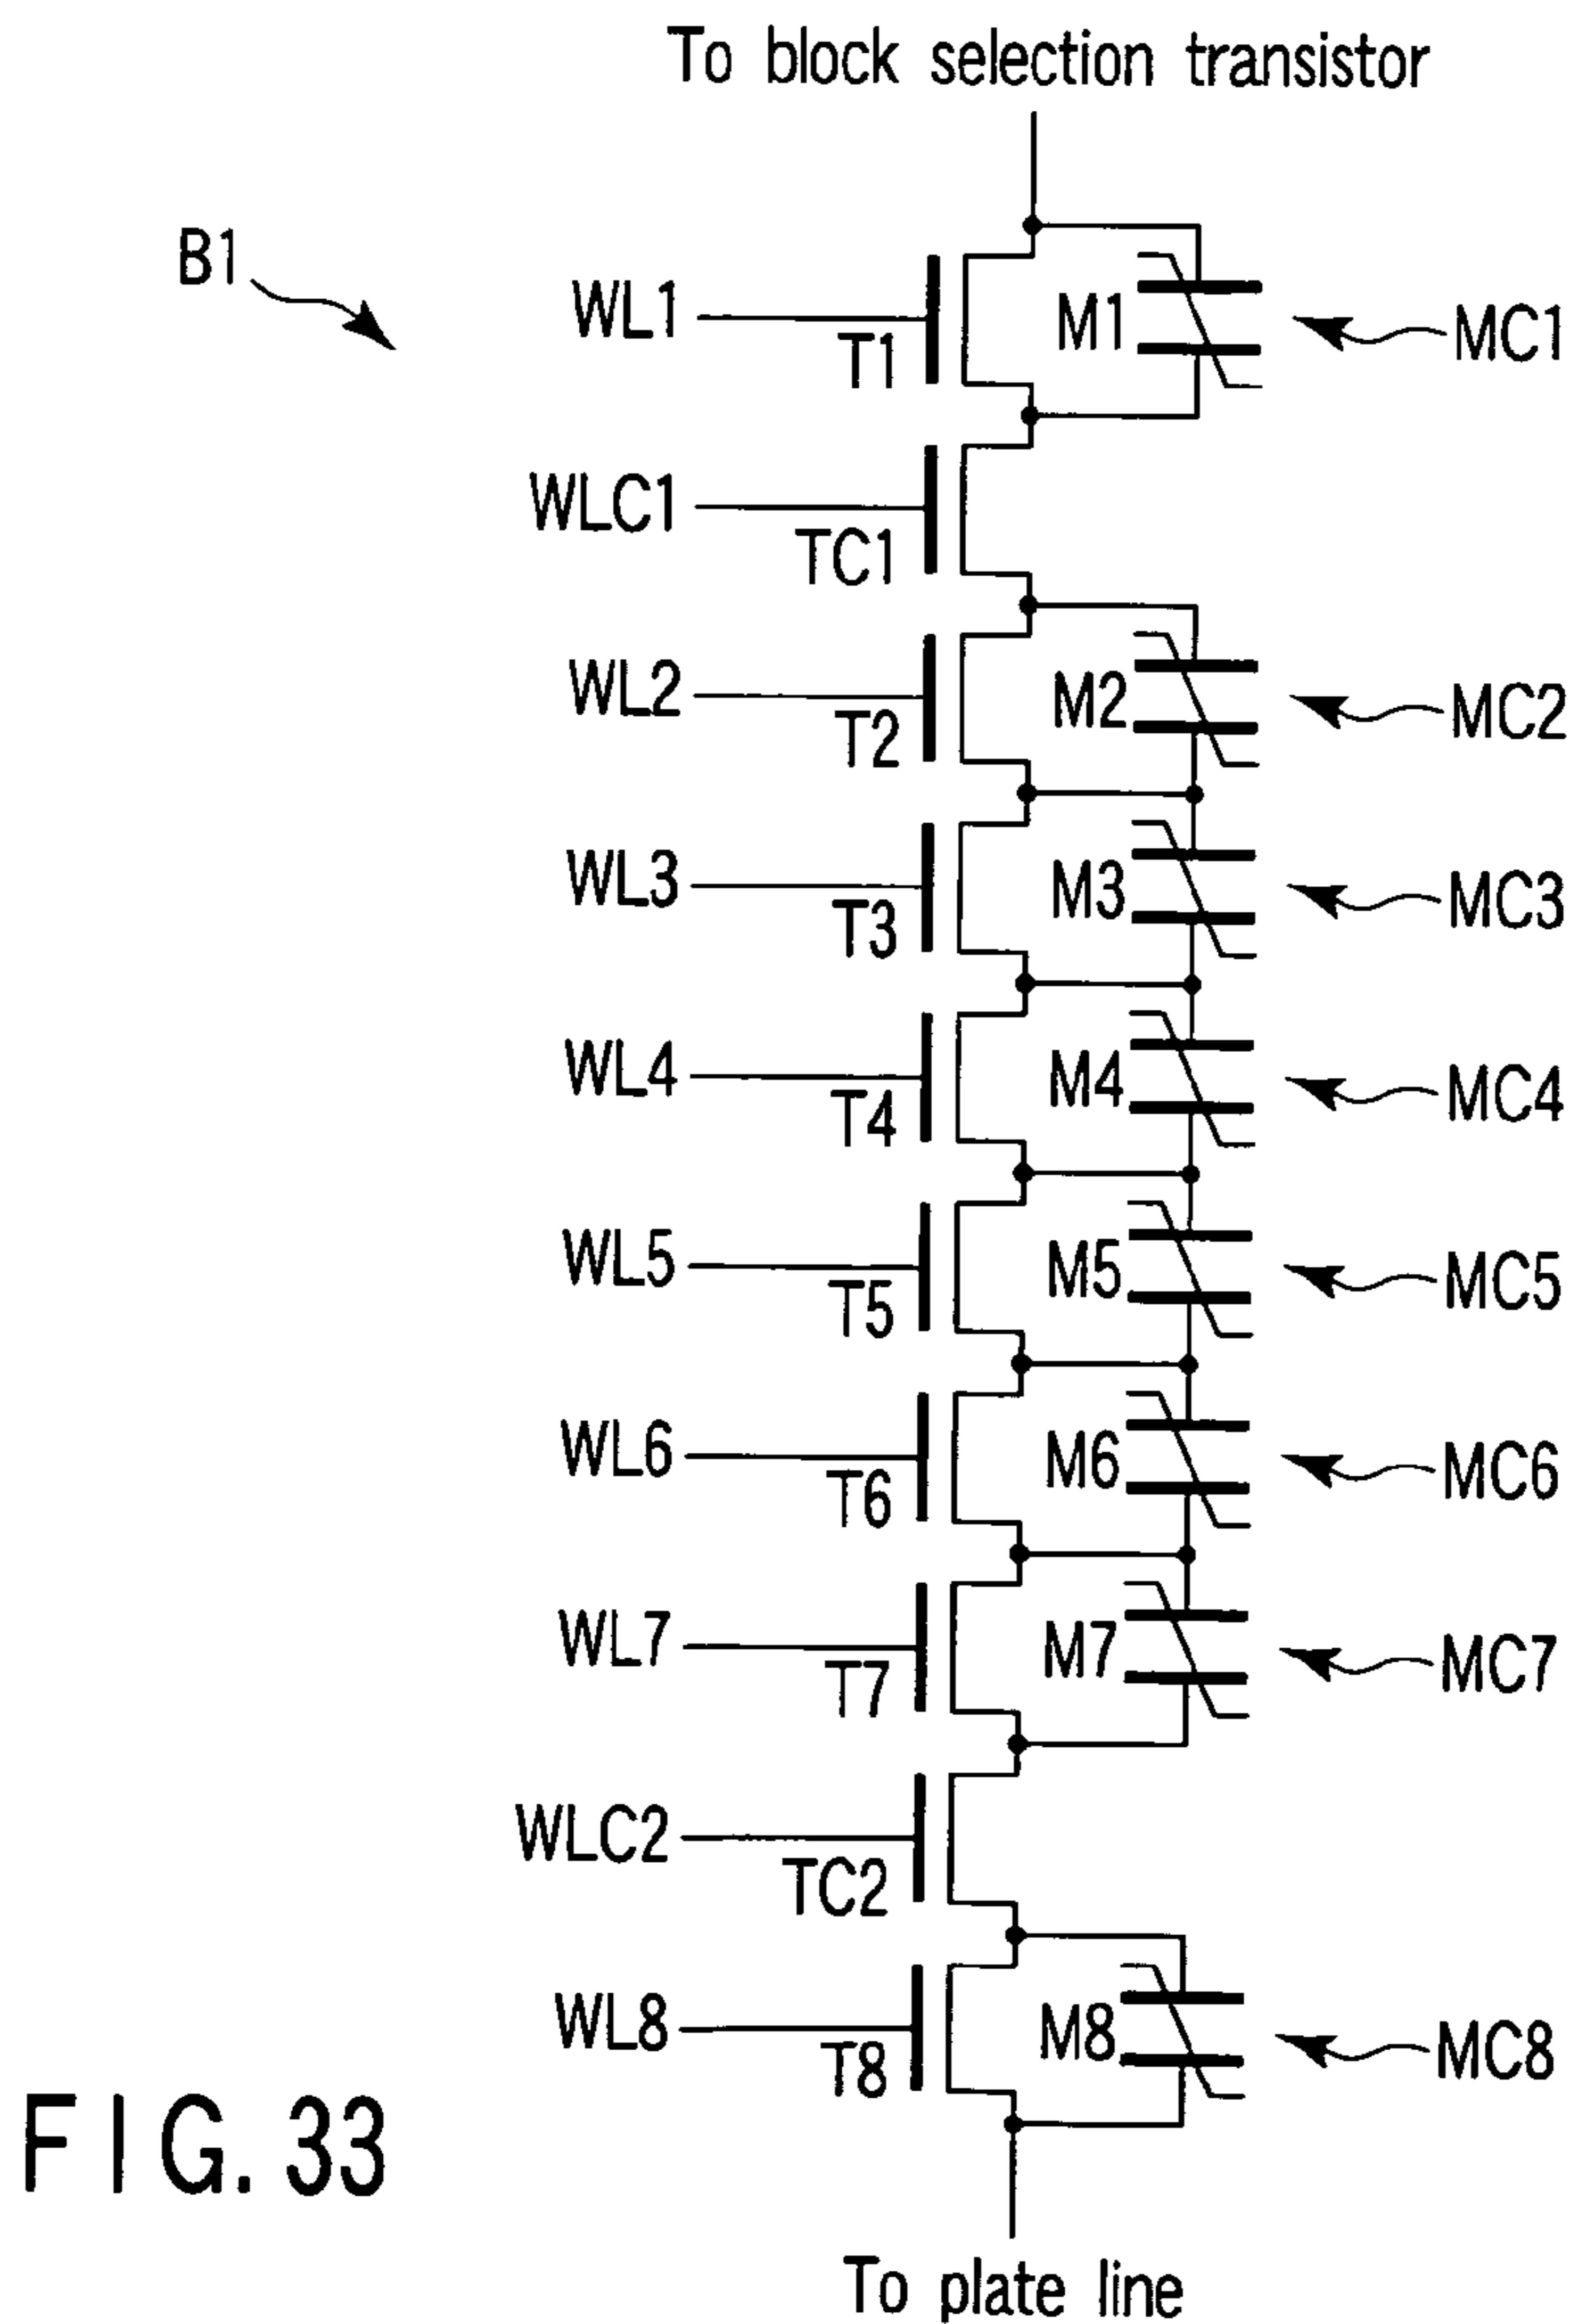 To block selection transistor
B1
WL1
T1
M1
MC1
WLC1
TC1
WL2
T2
M2
MC2
WL3
T3
M3
MC3
WL4
T4
M4
MC4
WL5
T5
M5
MC5
WL6
T6
M6
MC6
WL7
T7
M7
MC7
WLC2
TC2
WL8
T8
M8
MC8
FIG. 33
To plate line